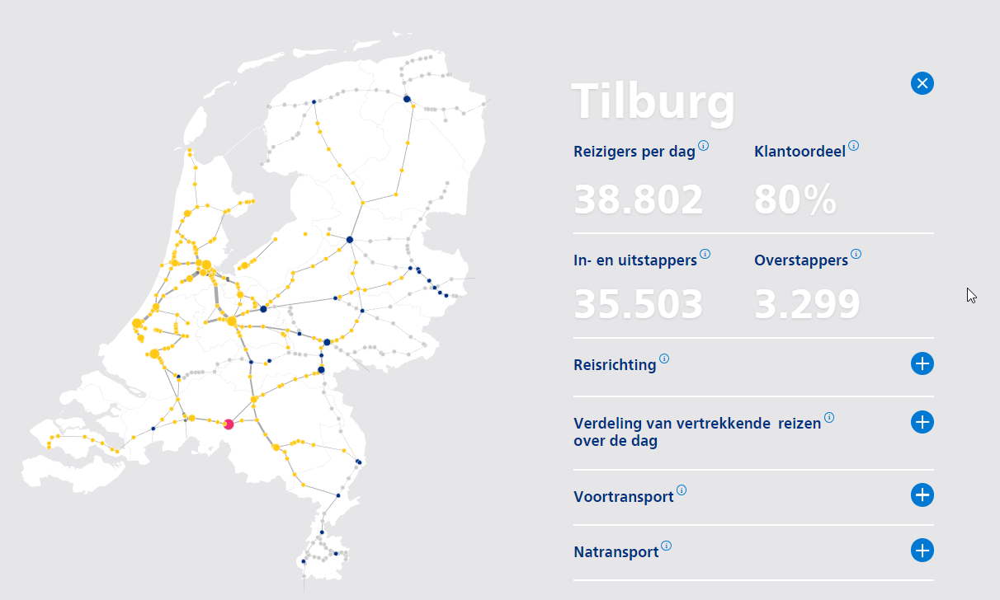 Tilburg
Reizigers per dag
Klantoordeel
38.802
80%
In- en uitstappers
Overstappers
35.503
3.299
Reisrichting
Verdeling van vertrekkende reizen
over de dag
Voortransport
Natransport